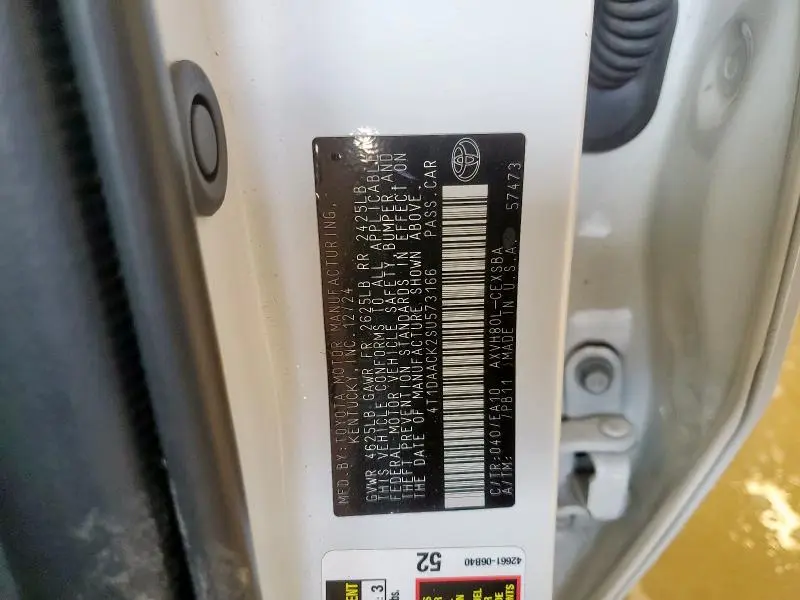 MFD. BY: TOYOTA MOTOR MANUFACTURING,
KENTUCKY, INC. 12/24
GVWR 4625LB GAWR FR 2625LB RR 2425LB
THIS VEHICLE CONFORMS TO ALL APPLICABLE
FEDERAL MOTOR VEHICLE SAFETY BUMPER, AND
THEFT PREVENTION STANDARDS IN EFFECT ON
THE DATE OF MANUFACTURE SHOWN ABOVE.
4T1DAACK2SU573166 PASS. CAR
C/TR:040/EA10 AXVH80L-CEXSBA
A/TM: /PB11 MADE IN U.S.A. 57473
52
42661-06B40
3